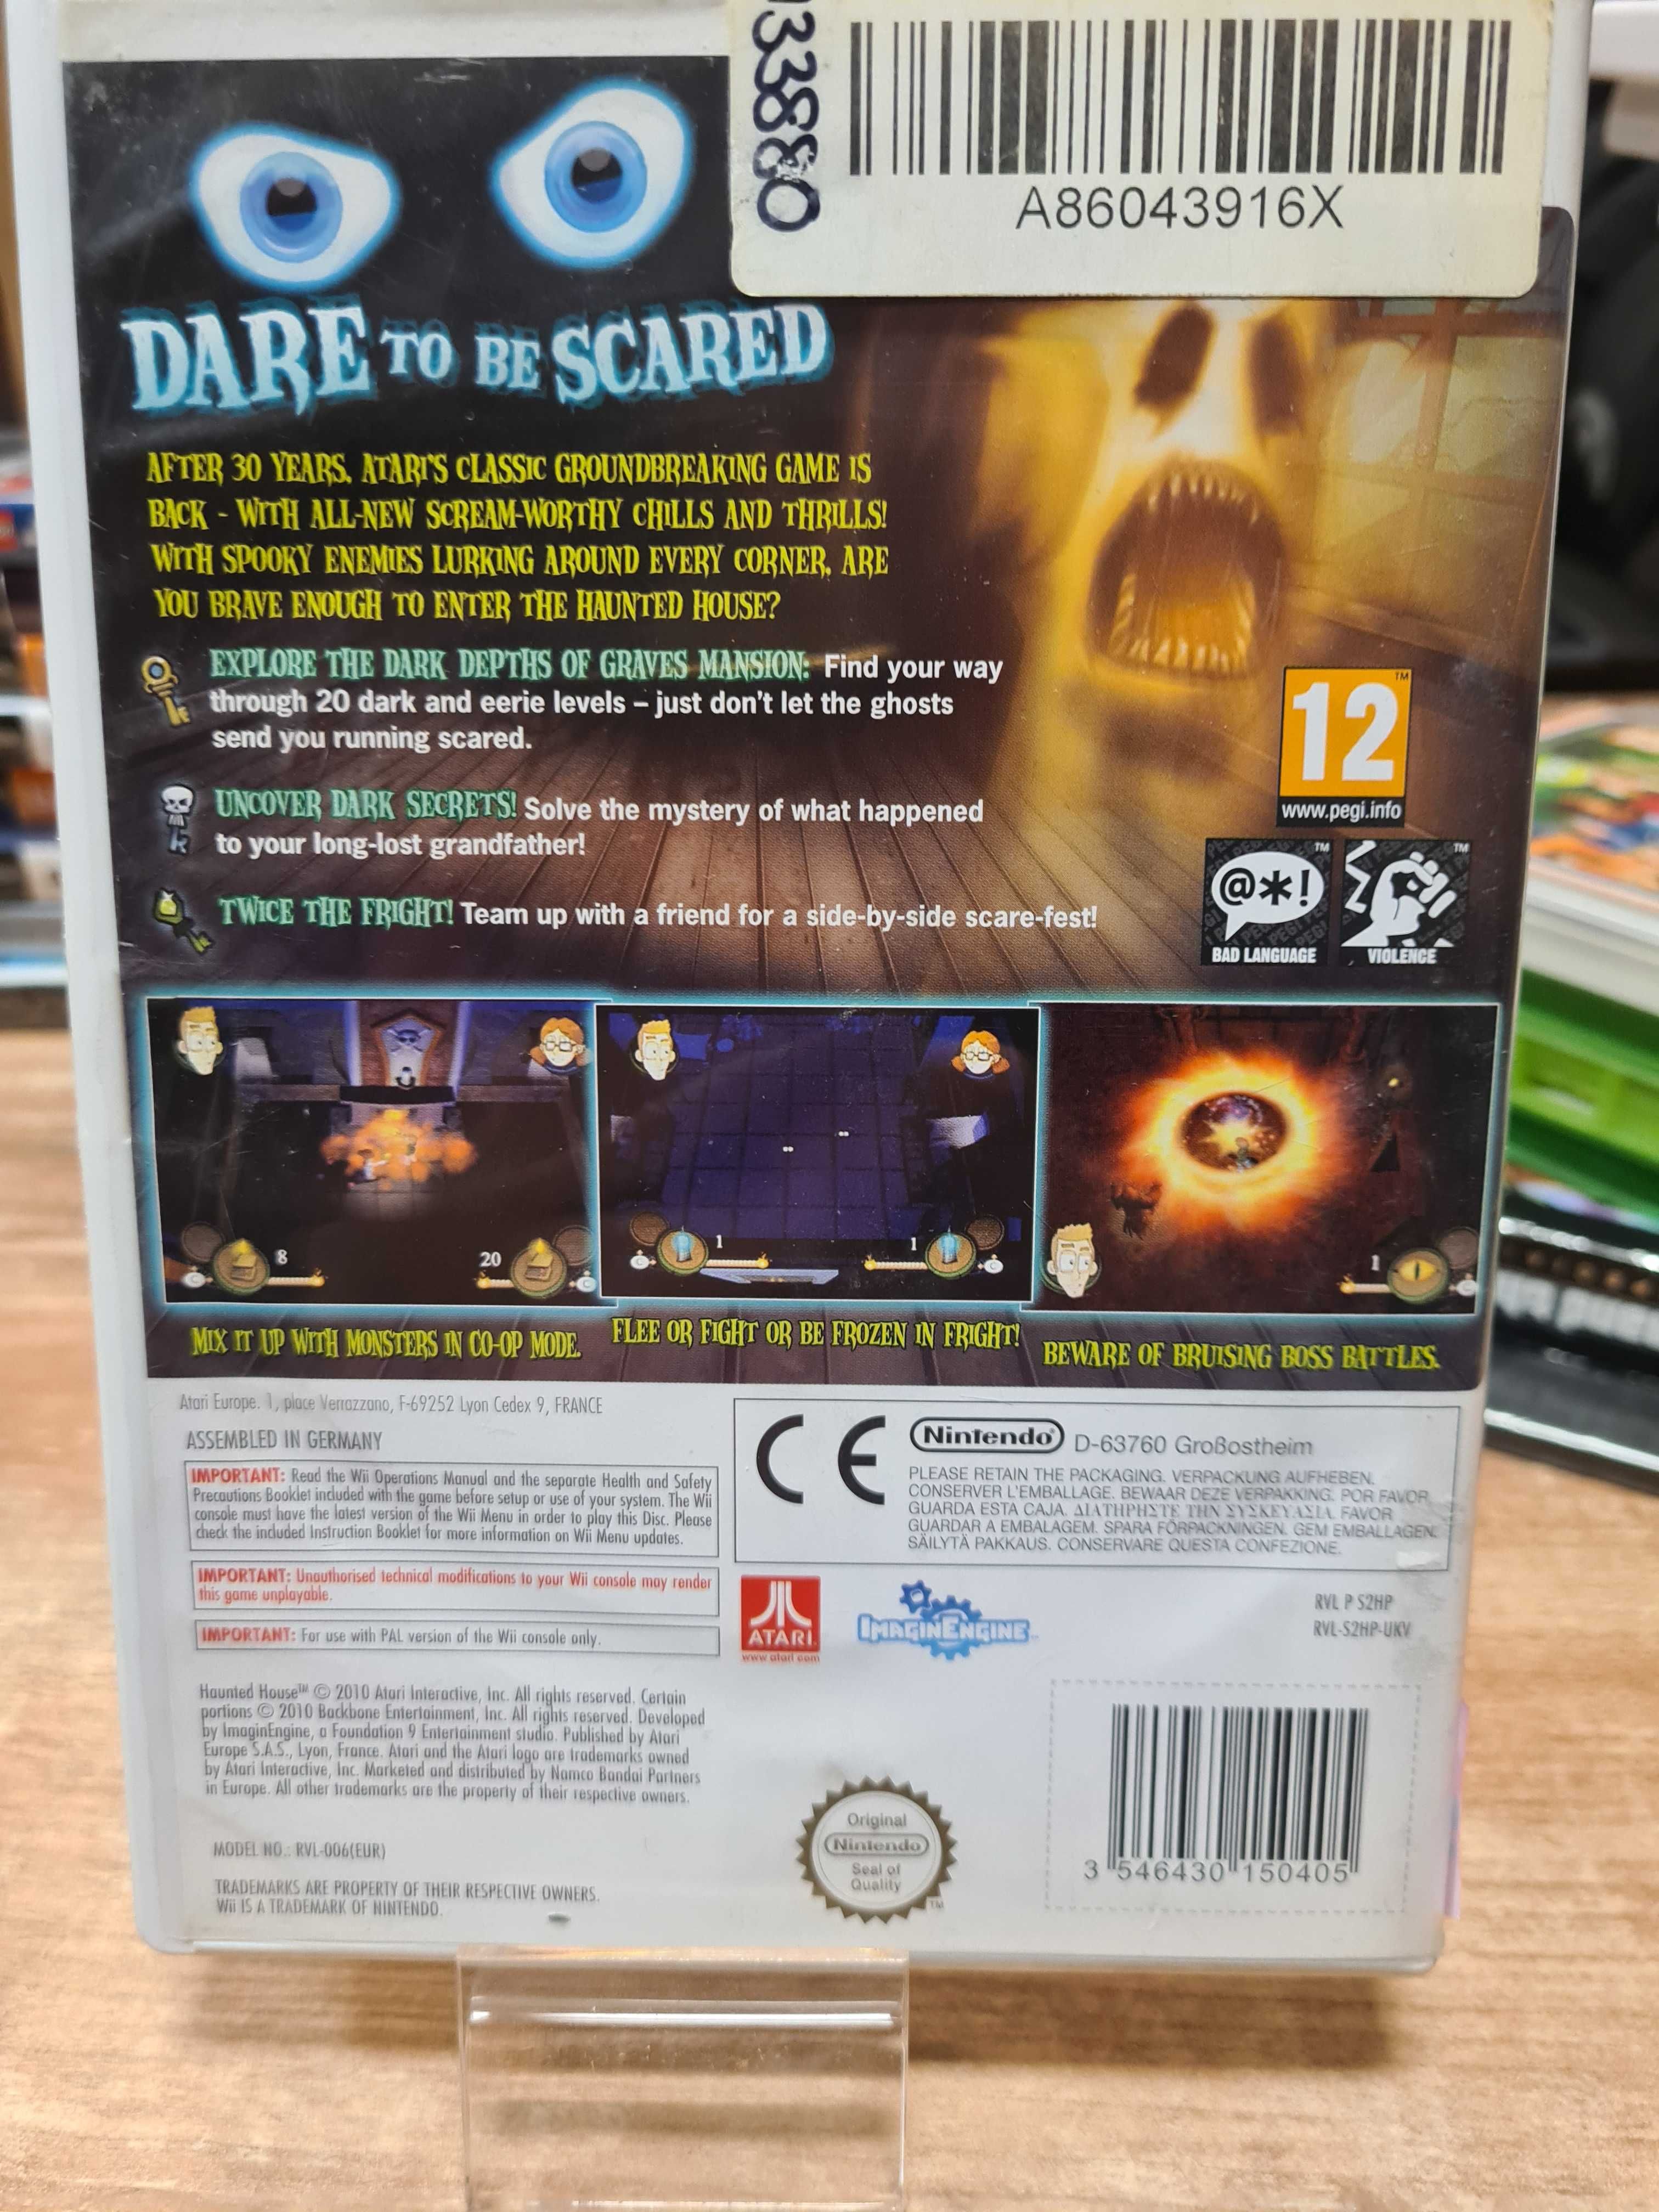 33880
A86043916X
DARE TO BE SCARED
AFTER 30 YEARS, ATARI'S CLASSIC GROUNDBREAKING GAME IS
BACK - WITH ALL-NEW SCREAM-WORTHY CHILLS AND THRILLS!
WITH SPOOKY ENEMIES LURKING AROUND EVERY CORNER, ARE
YOU BRAVE ENOUGH TO ENTER THE HAUNTED HOUSE?
EXPLORE THE DARK DEPTHS OF GRAVES MANSION: Find your way
through 20 dark and eerie levels – just don't let the ghosts
send you running scared.
UNCOVER DARK SECRETS! Solve the mystery of what happened
to your long-lost grandfather!
TWICE THE FRIGHT! Team up with a friend for a side-by-side scare-fest!
12™
www.pegi.info
@*!™
BAD LANGUAGE
™
VIOLENCE
8
20
1
1
1
MIX IT UP WITH MONSTERS IN CO-OP MODE.
FLEE OR FIGHT OR BE FROZEN IN FRIGHT!
BEWARE OF BRUISING BOSS BATTLES.
Atari Europe. 1, place Verrazzano, F-69252 Lyon Cedex 9, FRANCE
ASSEMBLED IN GERMANY
IMPORTANT: Read the Wii Operations Manual and the separate Health and Safety
Precautions Booklet included with the game before setup or use of your system. The Wii
console must have the latest version of the Wii Menu in order to play this Disc. Please
check the included Instruction Booklet for more information on Wii Menu updates.
IMPORTANT: Unauthorised technical modifications to your Wii console may render
this game unplayable.
IMPORTANT: For use with PAL version of the Wii console only.
CE
Nintendo® D-63760 Großostheim
PLEASE RETAIN THE PACKAGING. VERPACKUNG AUFHEBEN.
CONSERVER L'EMBALLAGE. BEWAAR DEZE VERPAKKING. POR FAVOR
GUARDA ESTA CAJA. ΔΙΑΤΗΡΗΣΤΕ ΤΗΝ ΣΥΣΚΕΥΑΣΙΑ. FAVOR
GUARDAR A EMBALAGEM. SPARA FÖRPACKNINGEN. GEM EMBALLAGEN.
SÄILYTÄ PAKKAUS. CONSERVARE QUESTA CONFEZIONE.
ATARI
www atari com
IMAGINENGINE
RVL P S2HP
RVL-S2HP-UKV
Haunted House™ © 2010 Atari Interactive, Inc. All rights reserved. Certain
portions © 2010 Backbone Entertainment, Inc. All rights reserved. Developed
by ImaginEngine, a Foundation 9 Entertainment studio. Published by Atari
Europe S.A.S., Lyon, France. Atari and the Atari logo are trademarks owned
by Atari Interactive, Inc. Marketed and distributed by Namco Bandai Partners
in Europe. All other trademarks are the property of their respective owners.
MODEL NO.: RVL-006(EUR)
TRADEMARKS ARE PROPERTY OF THEIR RESPECTIVE OWNERS.
Wii IS A TRADEMARK OF NINTENDO.
Original
Nintendo
Seal of
Quality
™
3 546430 150405